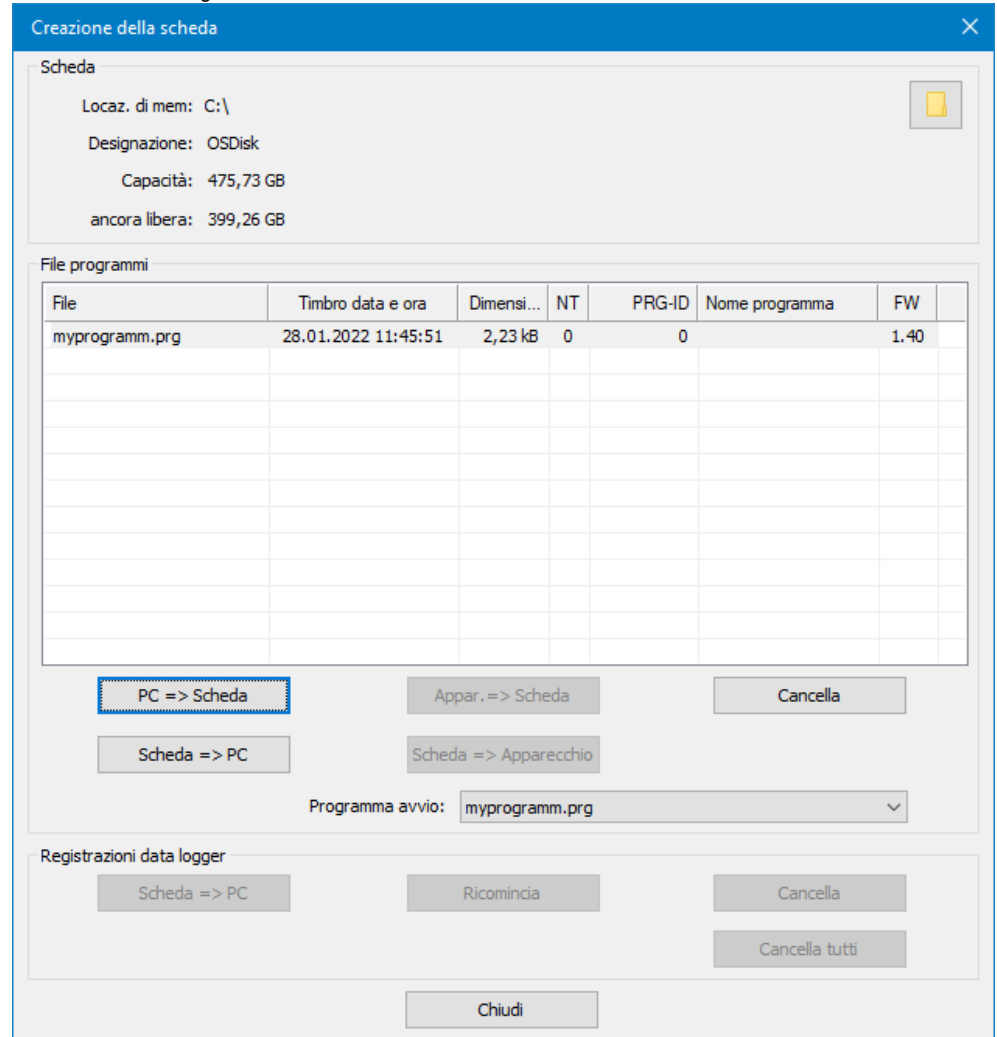 Creazione della scheda
Scheda
Locaz. di mem: C:\
Designazione: OSDisk
Capacità: 475,73 GB
ancora libera: 399,26 GB
File programmi
File Timbro data e ora Dimensi... NT PRG-ID Nome programma FW
myprogramm.prg 28.01.2022 11:45:51 2,23 kB 0 0 1.40
PC => Scheda Appar.=> Scheda Cancella
Scheda => PC Scheda => Apparecchio
Programma avvio: myprogramm.prg
Registrazioni data logger
Scheda => PC Ricomincia Cancella
Cancella tutti
Chiudi